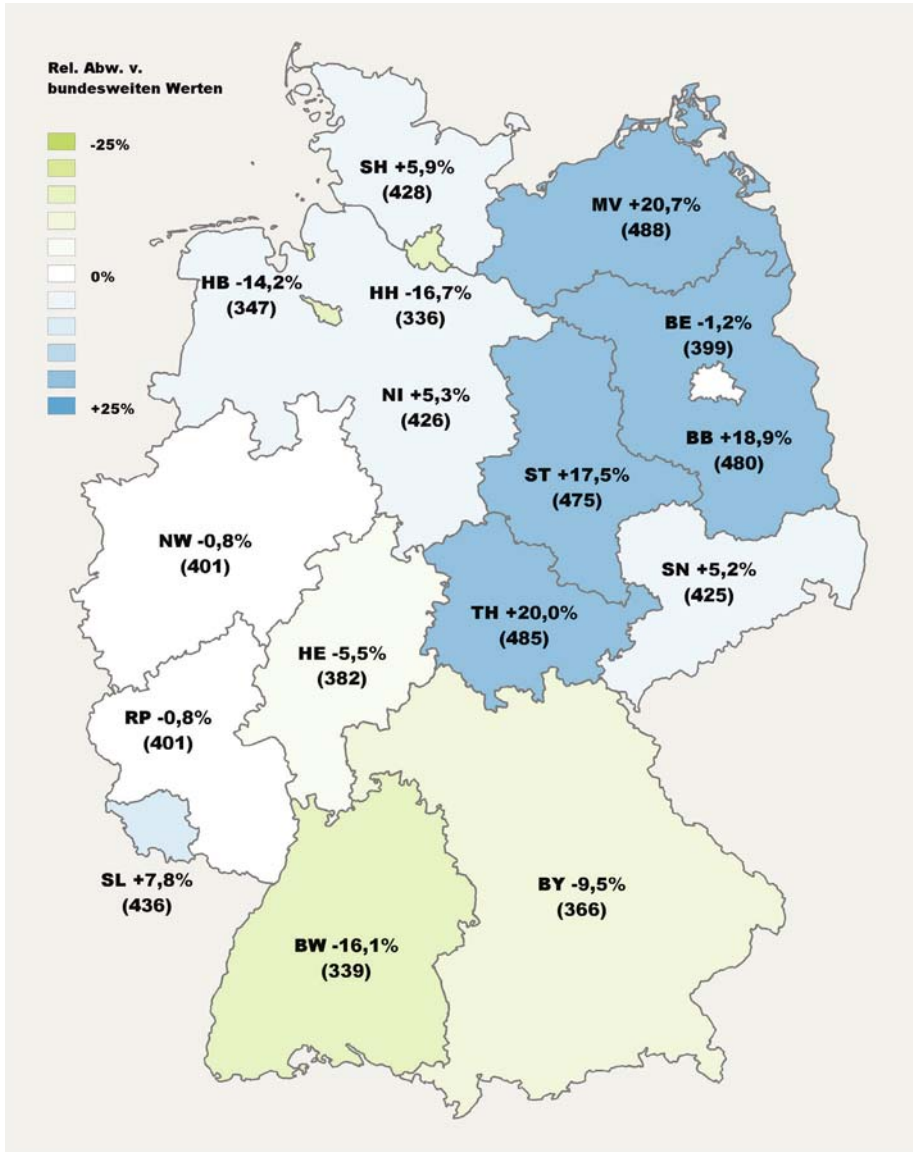 Rel. Abw. v.
bundesweiten Werten
-25%
0%
+25%
SH +5,9%
(428)
MV +20,7%
(488)
HB -14,2%
(347)
HH -16,7%
(336)
BE -1,2%
(399)
NI +5,3%
(426)
BB +18,9%
(480)
ST +17,5%
(475)
NW -0,8%
(401)
SN +5,2%
(425)
TH +20,0%
(485)
HE -5,5%
(382)
RP -0,8%
(401)
SL +7,8%
(436)
BY -9,5%
(366)
BW -16,1%
(339)